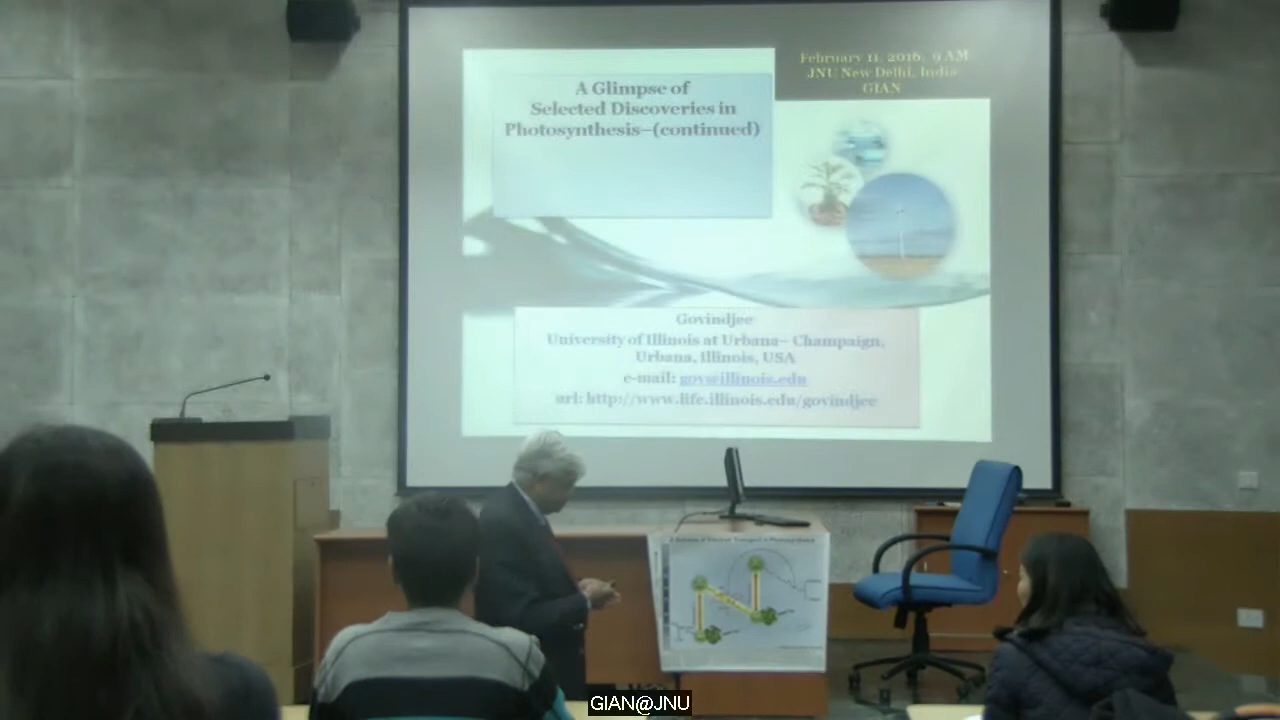 A Glimpse of
Selected Discoveries in
Photosynthesis–(continued)
February 11, 2016, 9 AM
JNU New Delhi, India
GIAN
Govindjee
University of Illinois at Urbana– Champaign,
Urbana, Illinois, USA
e-mail: gov@illinois.edu
url: http://www.life.illinois.edu/govindjee
GIAN@JNU